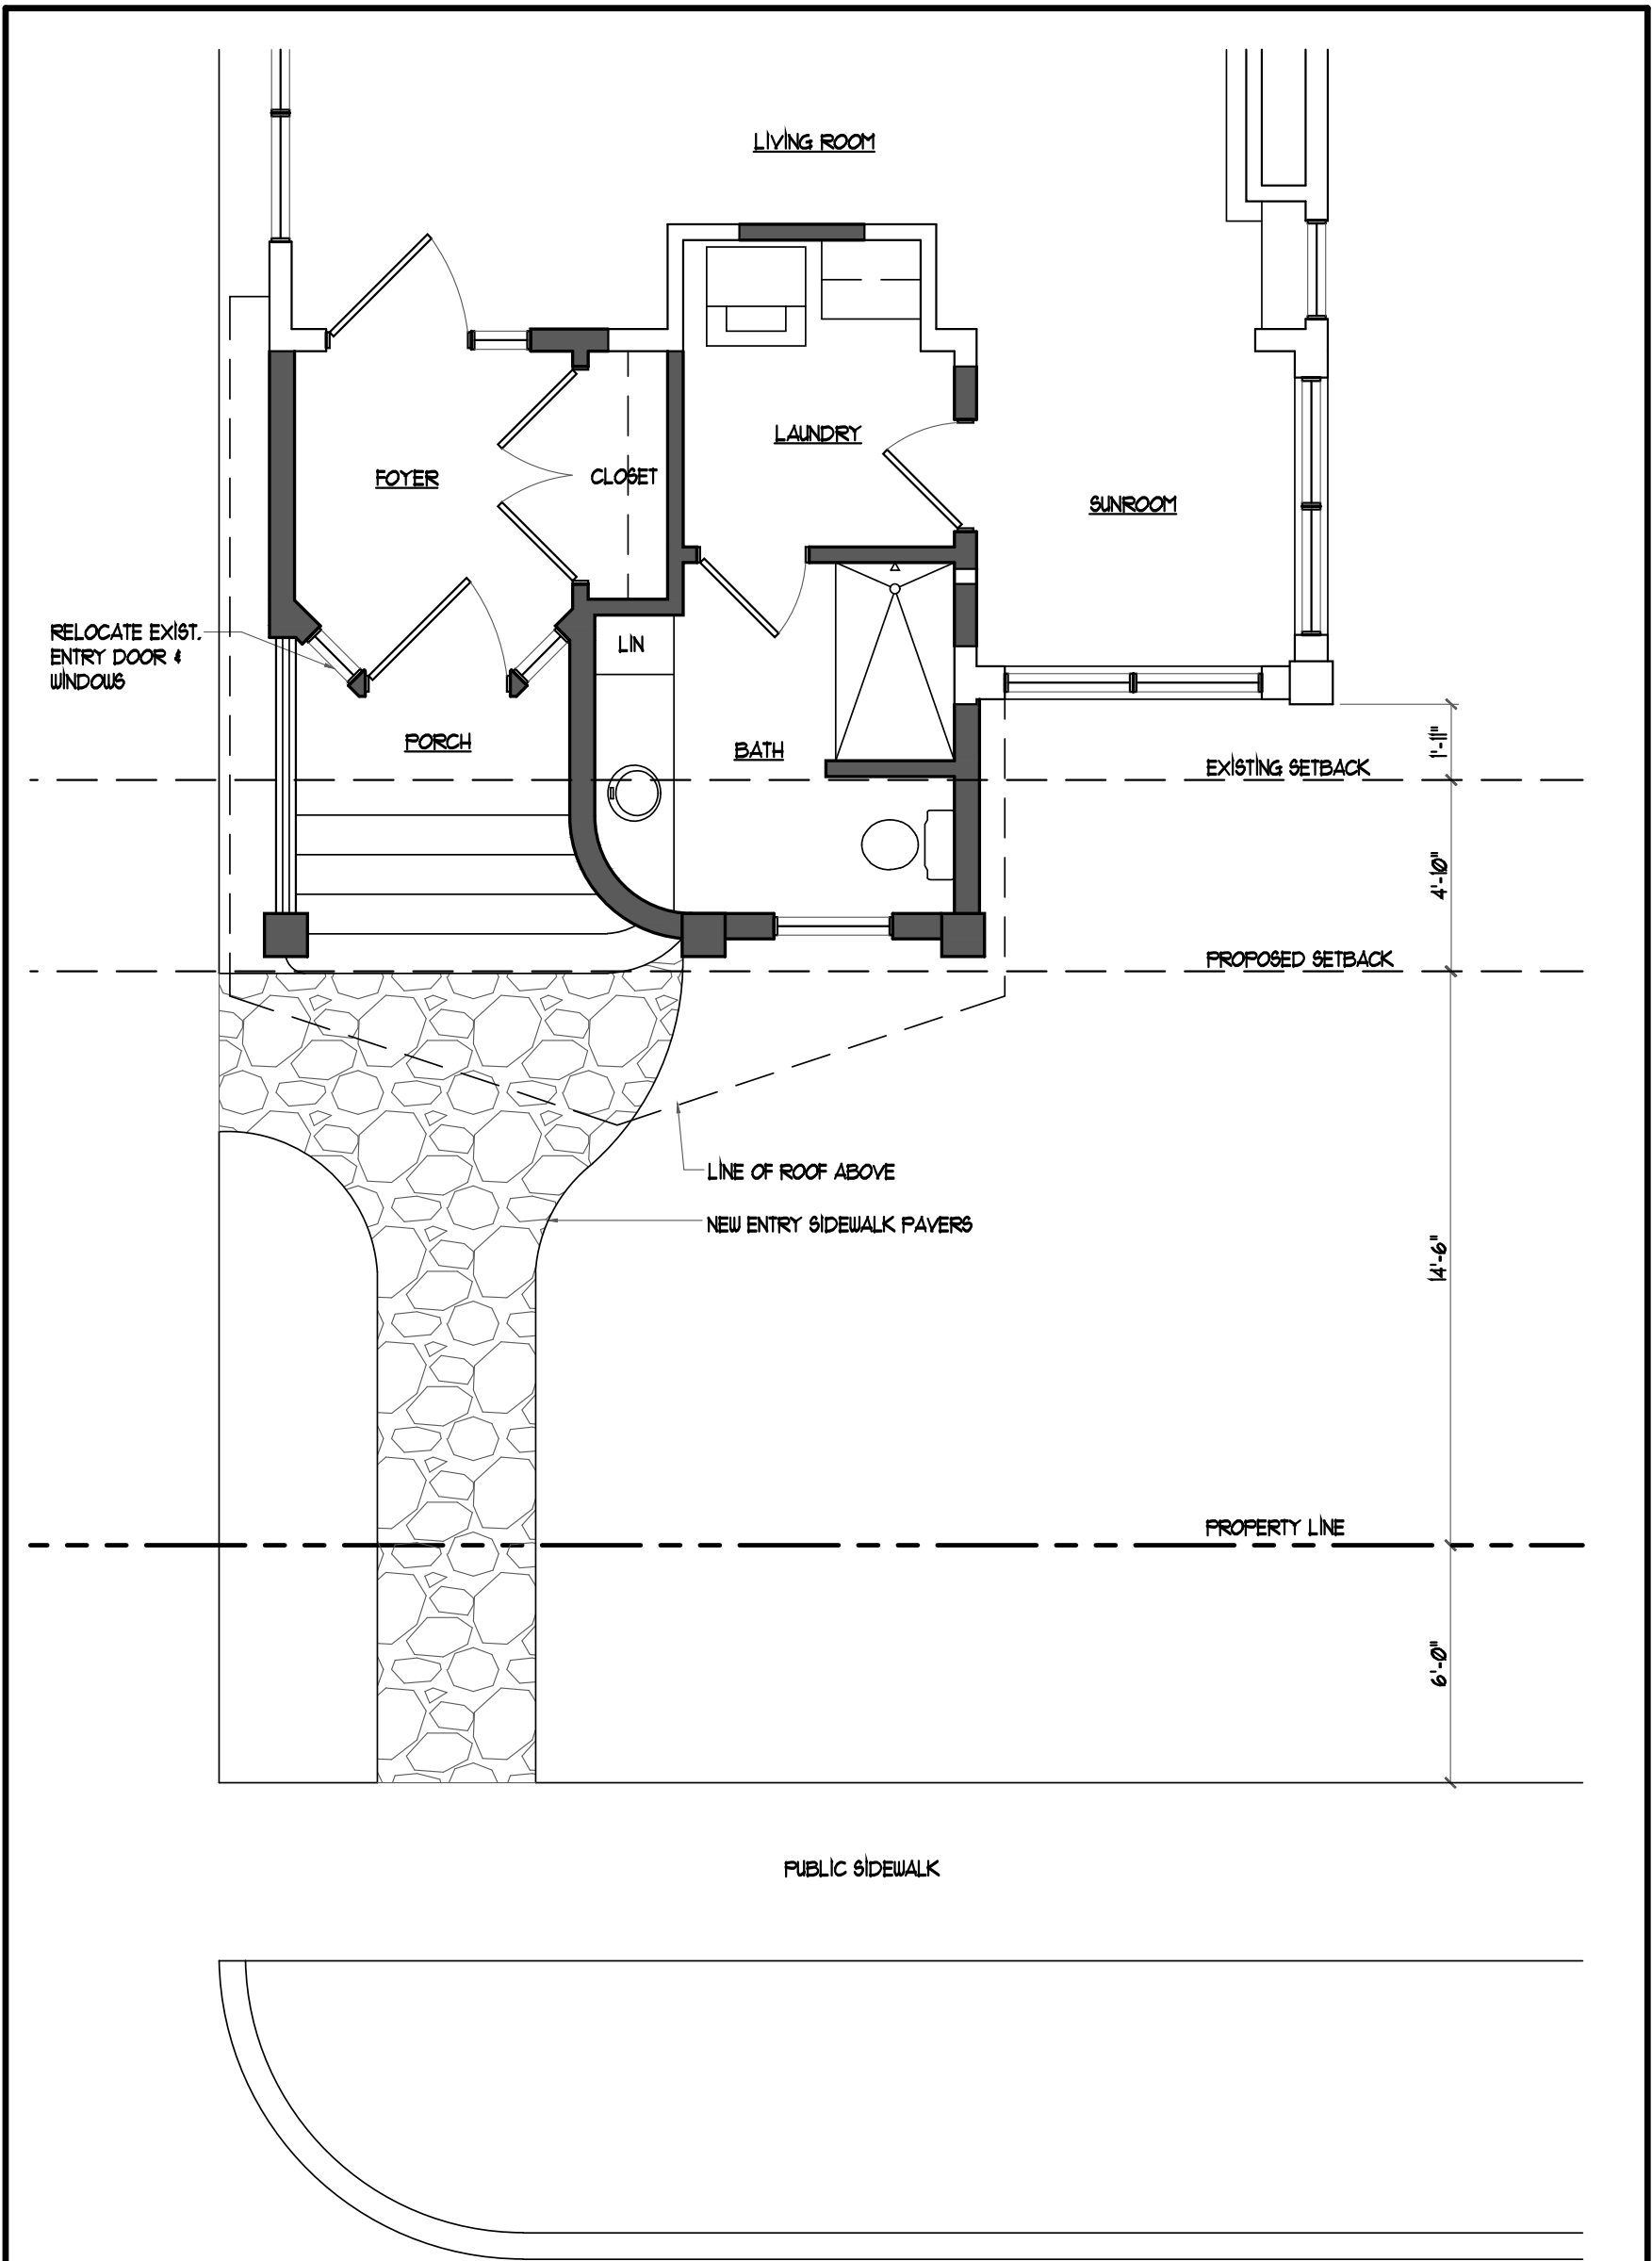 LIVING ROOM
LAUNDRY
FOYER
CLOSET
SUNROOM
RELOCATE EXIST.
ENTRY DOOR &
WINDOWS
LIN
PORCH
BATH
1'-11"
EXISTING SETBACK
4'-10"
PROPOSED SETBACK
LINE OF ROOF ABOVE
NEW ENTRY SIDEWALK PAVERS
14'-6"
PROPERTY LINE
6'-0"
PUBLIC SIDEWALK